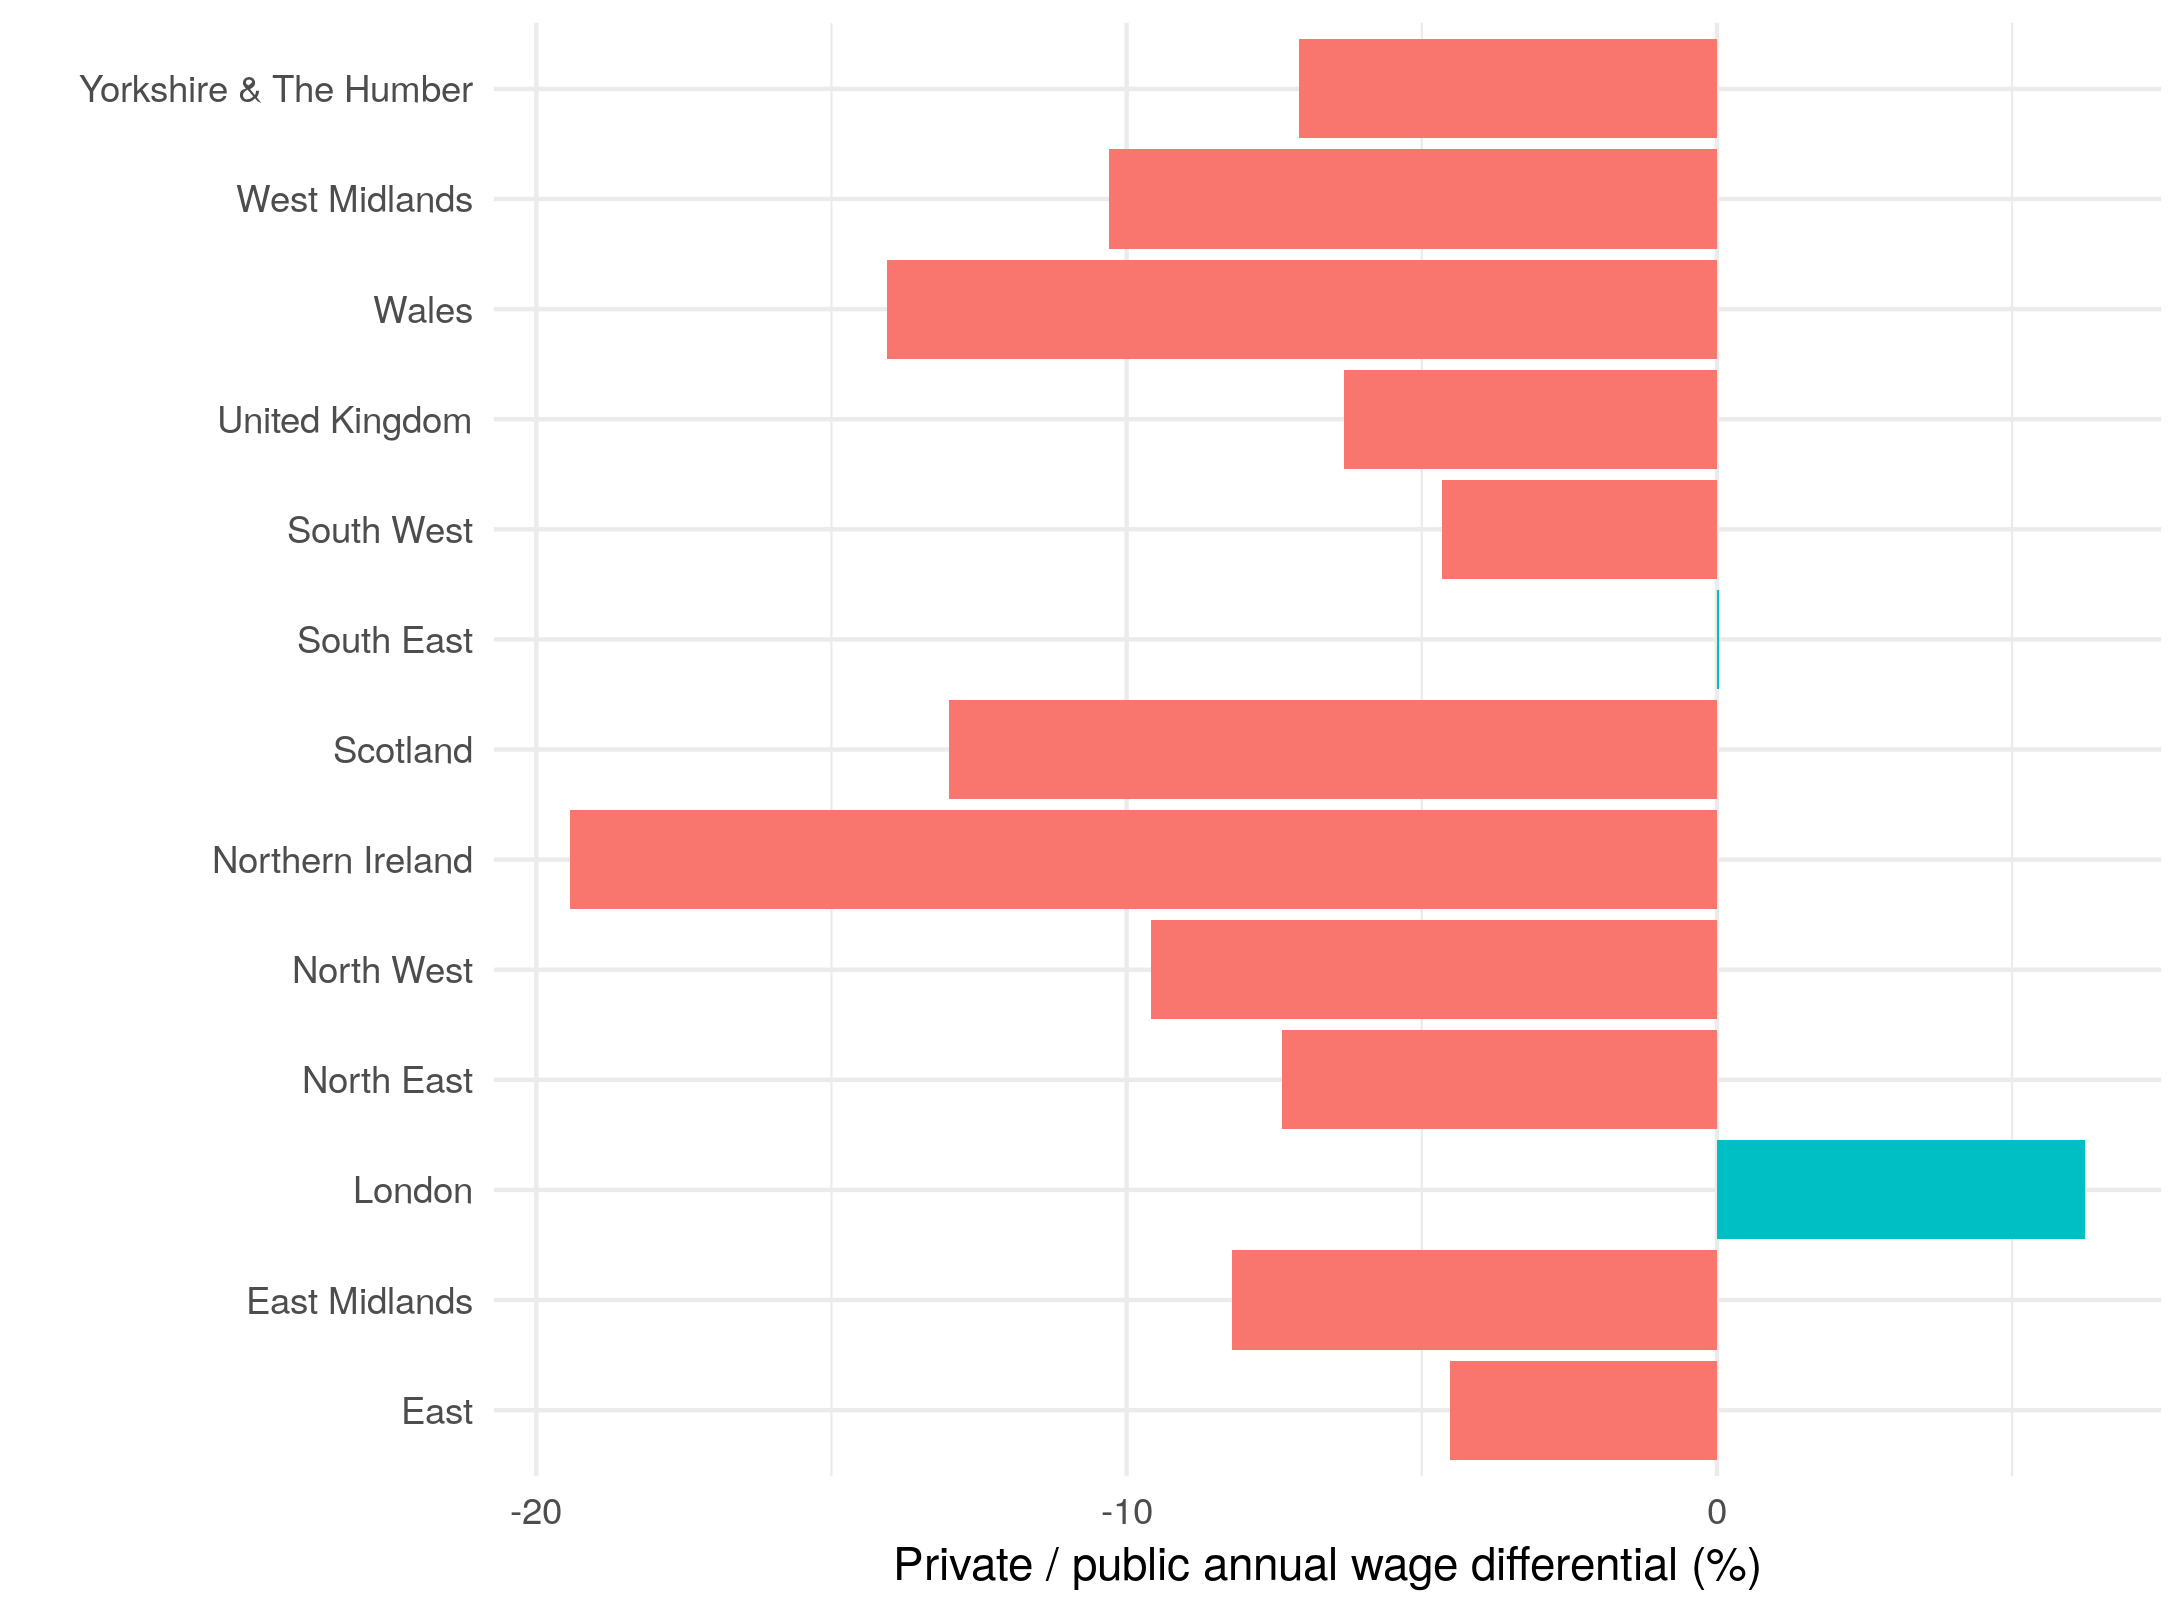 Yorkshire & The Humber
West Midlands
Wales
United Kingdom
South West
South East
Scotland
Northern Ireland
North West
North East
London
East Midlands
East
-20 -10 0
Private / public annual wage differential (%)